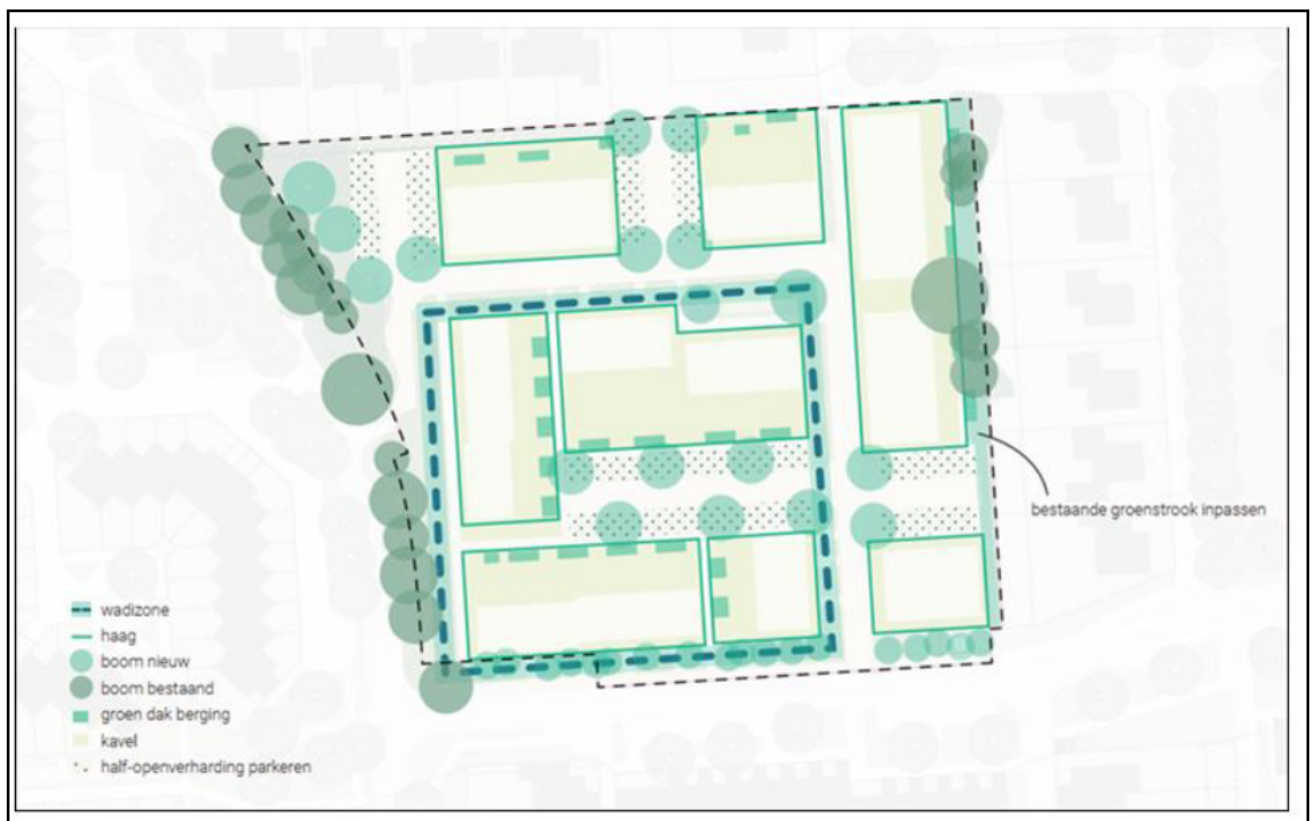 bestaande groenstrook inpassen
wadizone
haag
boom nieuw
boom bestaand
groen dak berging
kavel
half-openverharding parkeren